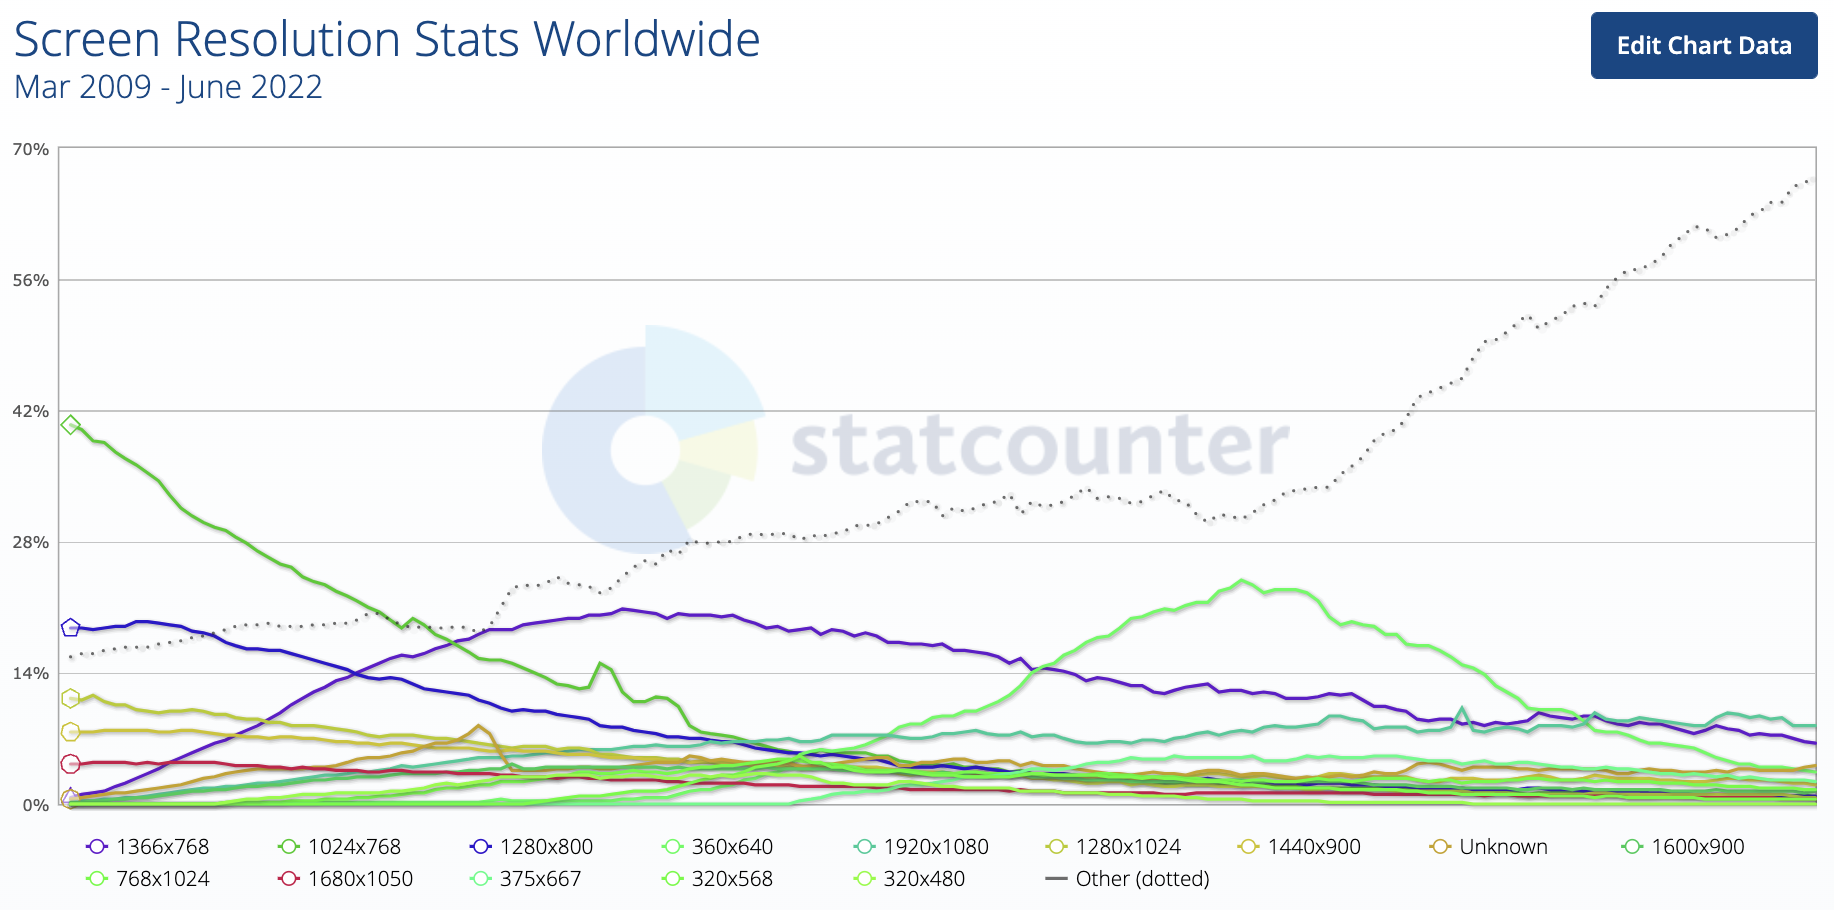 Screen Resolution Stats Worldwide
Mar 2009 - June 2022
Edit Chart Data
70%
56%
42%
statcounter
28%
14%
0%
1366x768 1024x768 1280x800 360x640 1920x1080 1280x1024 1440x900 Unknown 1600x900
768x1024 1680x1050 375x667 320x568 320x480 Other (dotted)